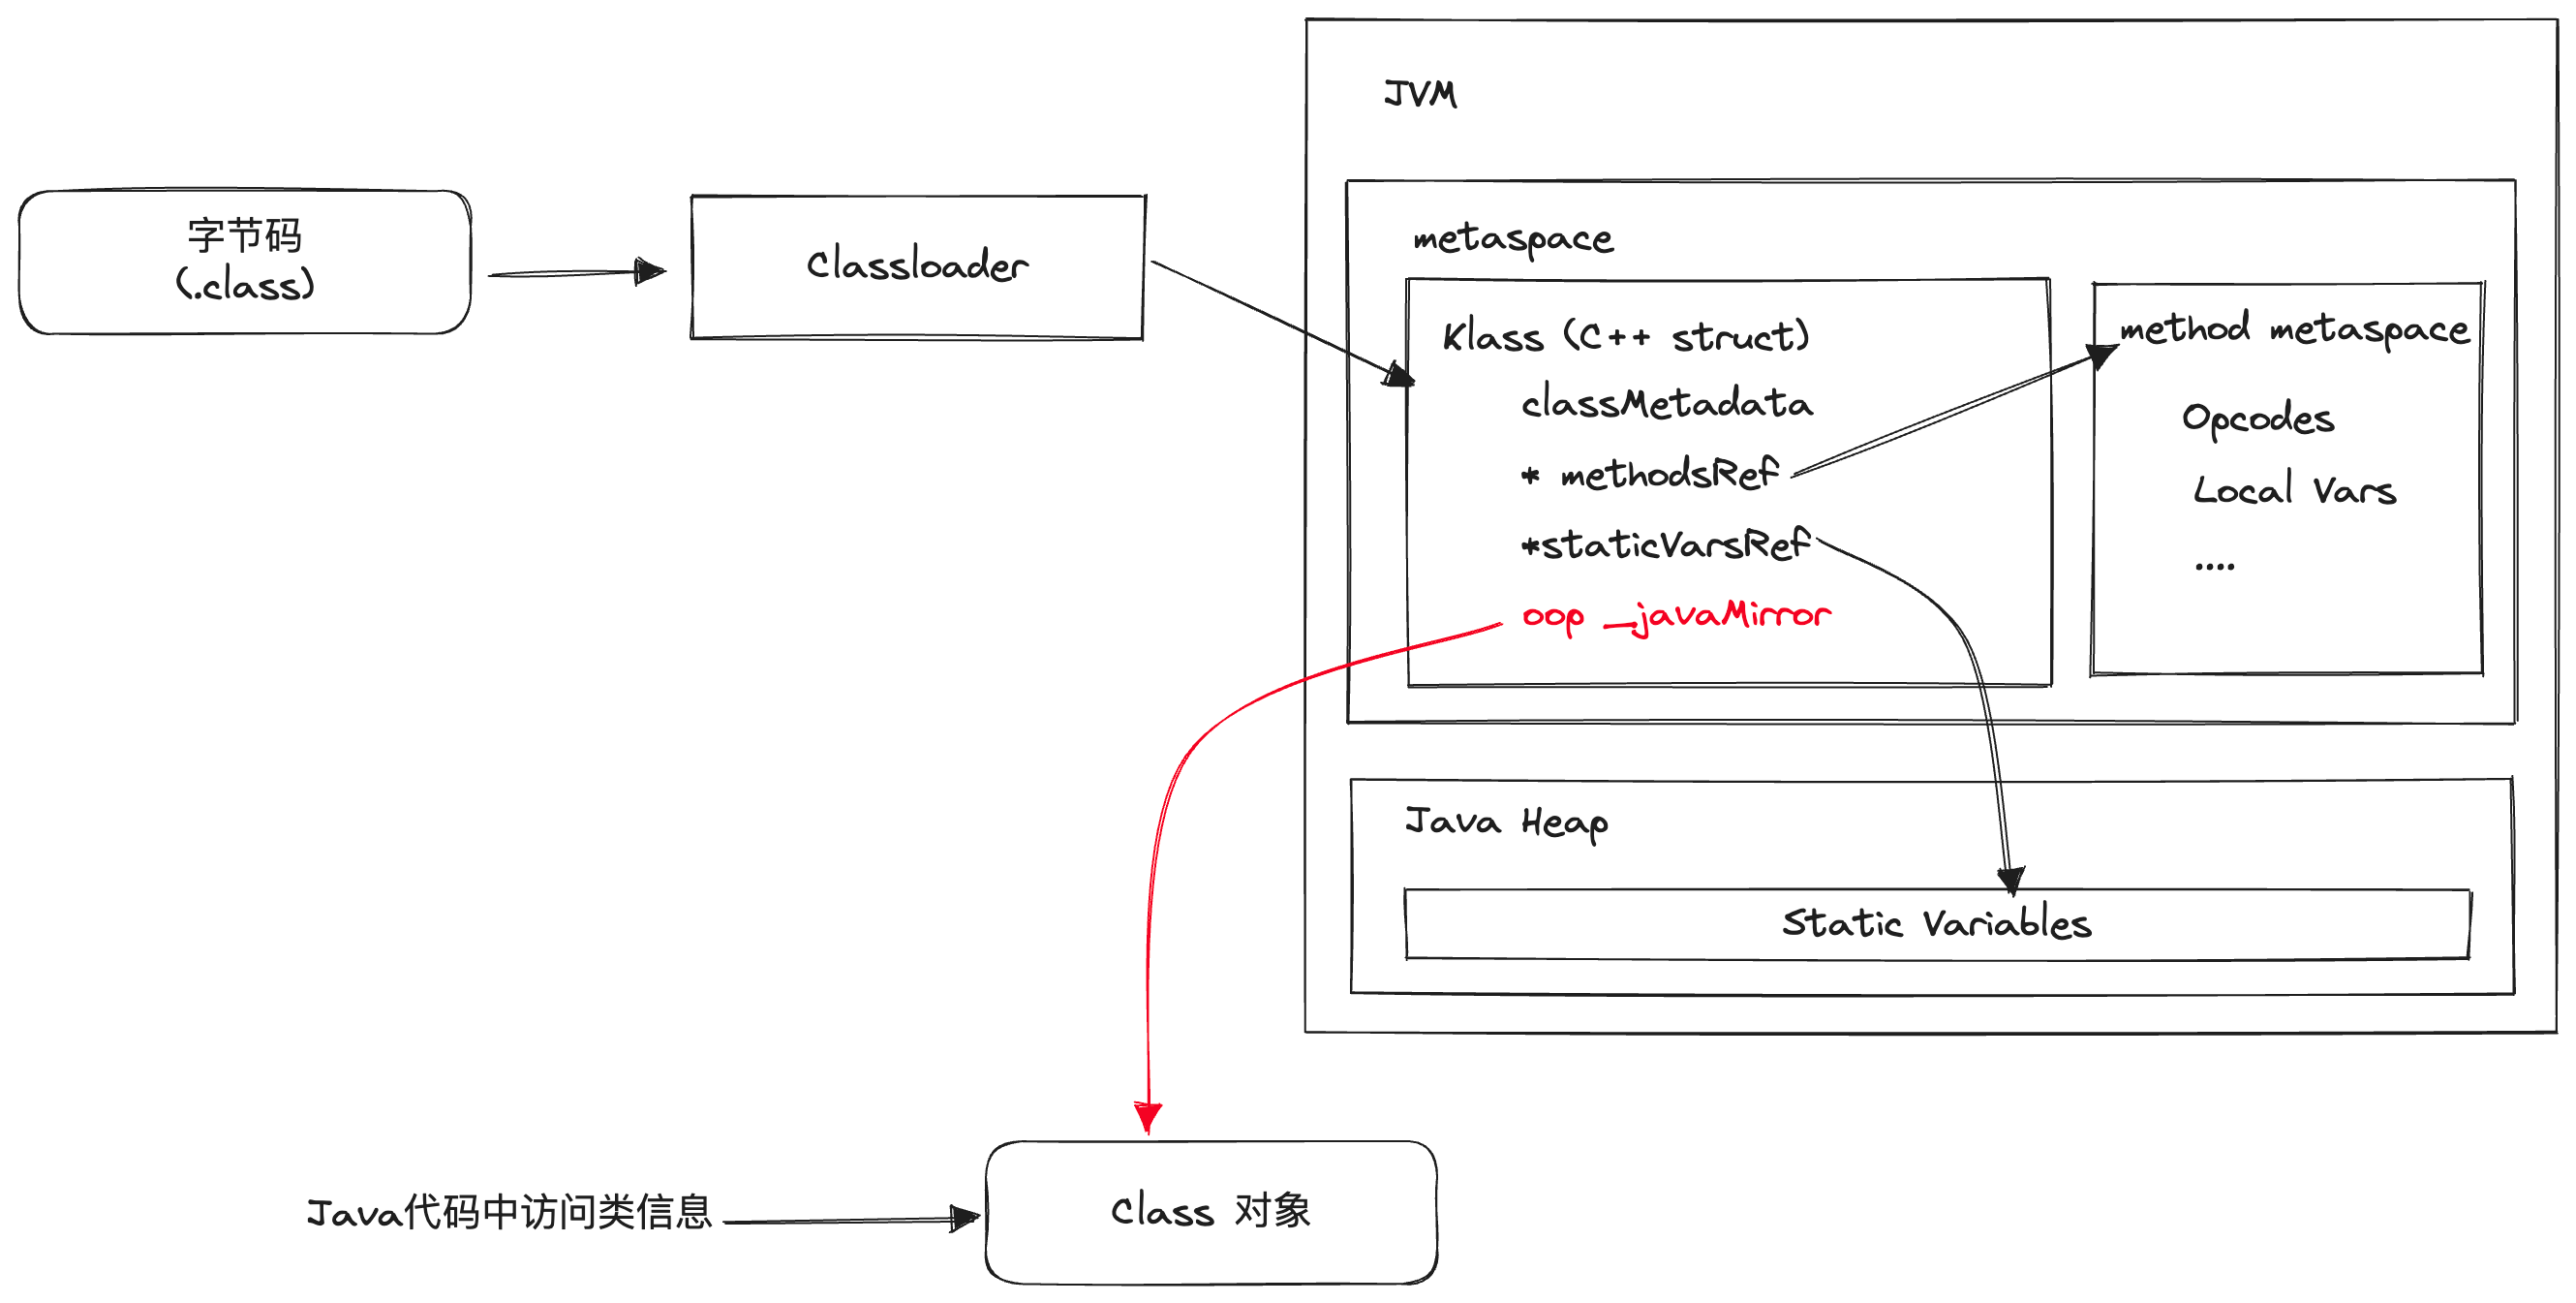 JVM
字节码
(.class)
Classloader
metaspace
Klass (C++ struct)
classMetadata
* methodsRef
*staticVarsRef
oop _javaMirror
method metaspace
Opcodes
Local Vars
....
Java Heap
Static Variables
Java代码中访问类信息
Class 对象